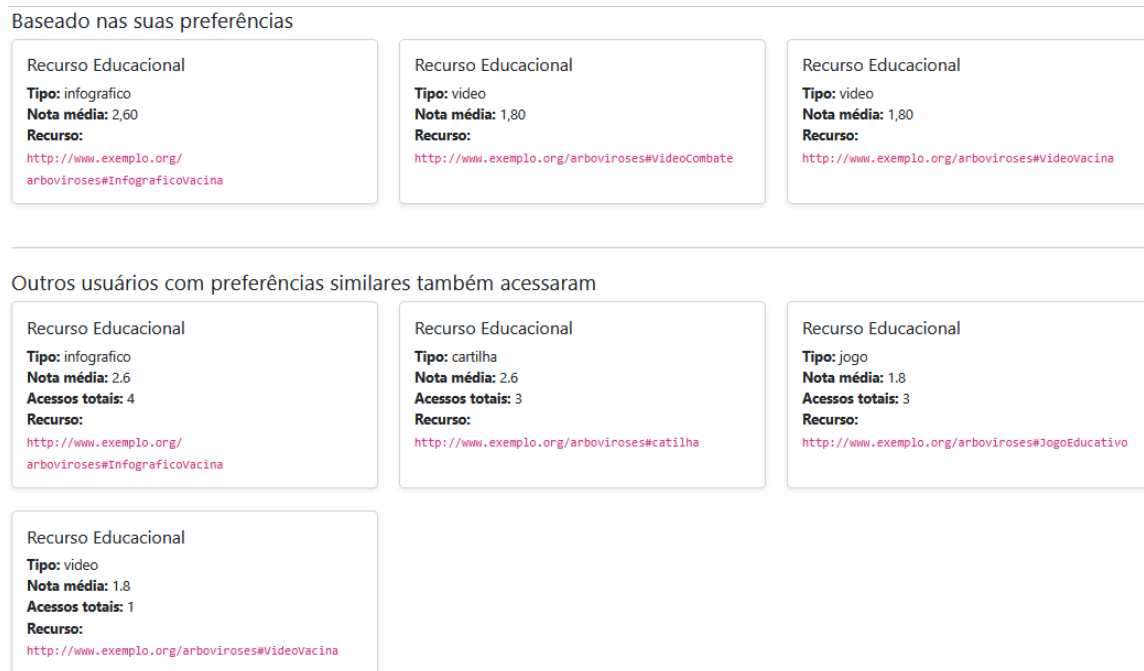 Baseado nas suas preferências
Recurso Educacional
Tipo: infografico
Nota média: 2,60
Recurso:
http://www.exemplo.org/
arboviroses#InfograficoVacina
Recurso Educacional
Tipo: video
Nota média: 1,80
Recurso:
http://www.exemplo.org/arboviroses#VideoCombate
Recurso Educacional
Tipo: video
Nota média: 1,80
Recurso:
http://www.exemplo.org/arboviroses#VideoVacina
Outros usuários com preferências similares também acessaram
Recurso Educacional
Tipo: infografico
Nota média: 2.6
Acessos totais: 4
Recurso:
http://www.exemplo.org/
arboviroses#InfograficoVacina
Recurso Educacional
Tipo: cartilha
Nota média: 2.6
Acessos totais: 3
Recurso:
http://www.exemplo.org/arboviroses#catilha
Recurso Educacional
Tipo: jogo
Nota média: 1.8
Acessos totais: 3
Recurso:
http://www.exemplo.org/arboviroses#JogoEducativo
Recurso Educacional
Tipo: video
Nota média: 1.8
Acessos totais: 1
Recurso:
http://www.exemplo.org/arboviroses#VideoVacina